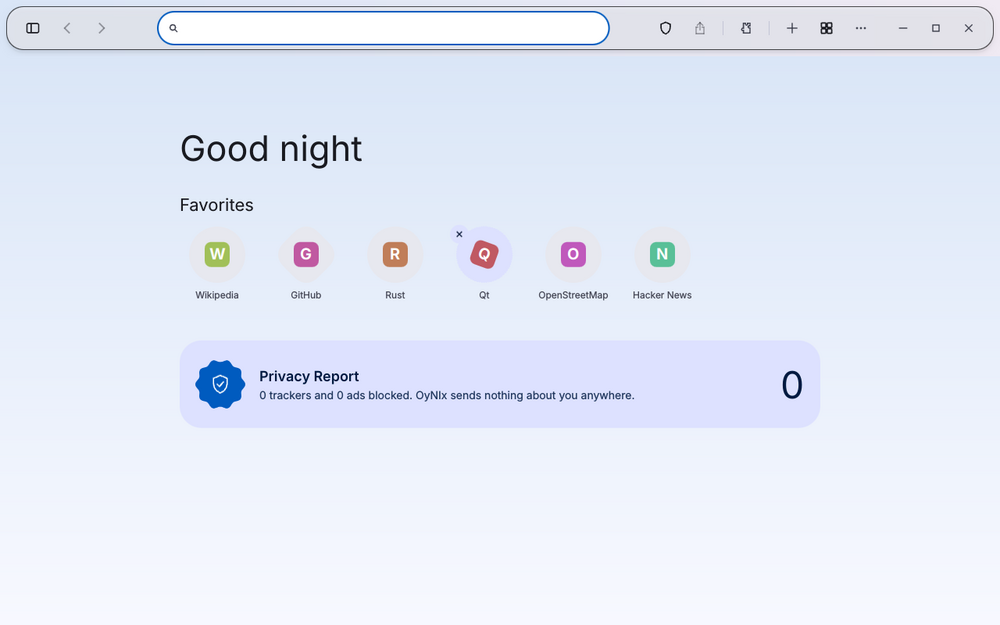 Good night
Favorites
W
G
R
Q
O
N
Wikipedia
GitHub
Rust
Qt
OpenStreetMap
Hacker News
Privacy Report
0 trackers and 0 ads blocked. OyNIx sends nothing about you anywhere.
0